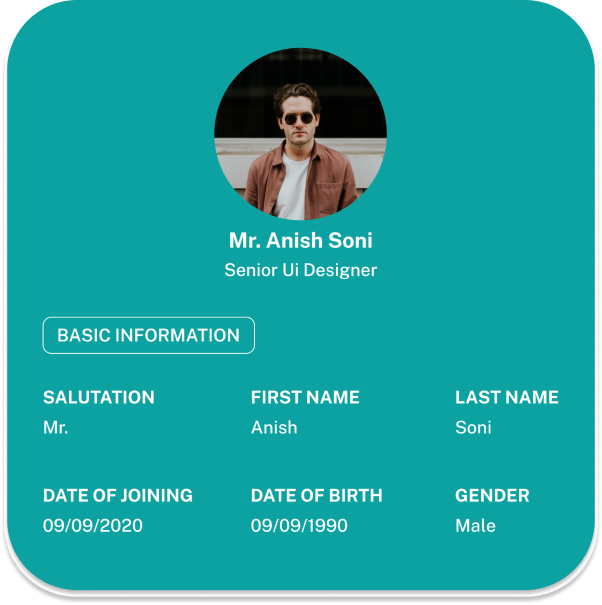 Mr. Anish Soni
Senior Ui Designer
BASIC INFORMATION
SALUTATION FIRST NAME LAST NAME
Mr. Anish Soni
DATE OF JOINING DATE OF BIRTH GENDER
09/09/2020 09/09/1990 Male